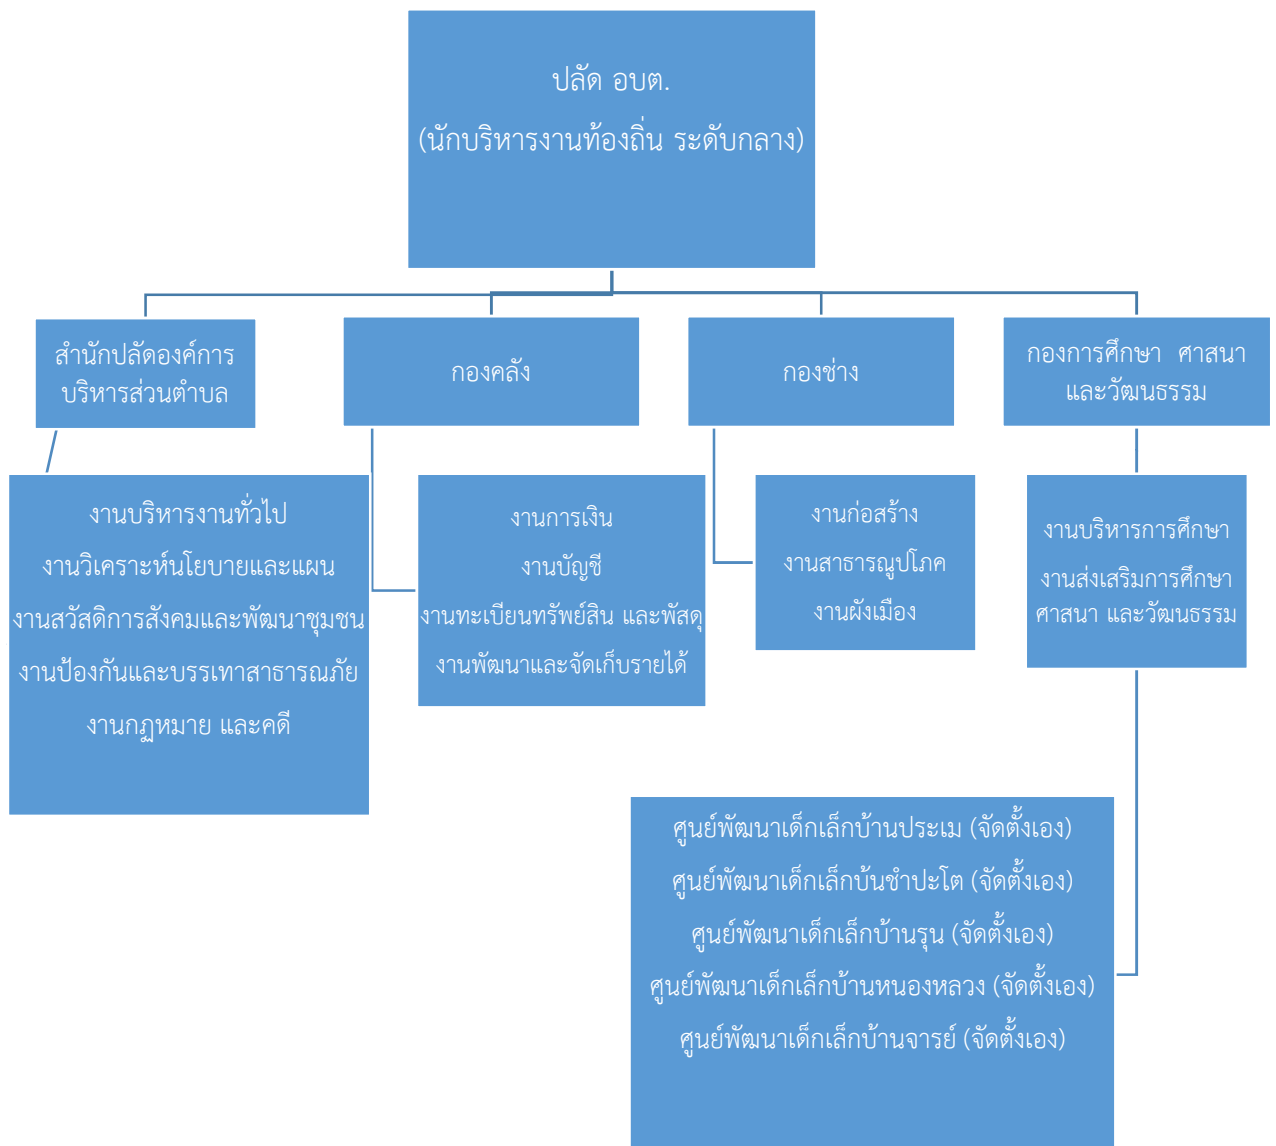 ปลัด อบต.
(นักบริหารงานท้องถิ่น ระดับกลาง)
สำนักปลัดองค์การ
บริหารส่วนตำบล
กองคลัง
กองช่าง
กองการศึกษา ศาสนา
และวัฒนธรรม
งานบริหารงานทั่วไป
งานวิเคราะห์นโยบายและแผน
งานสวัสดิการสังคมและพัฒนาชุมชน
งานป้องกันและบรรเทาสาธารณภัย
งานกฎหมาย และคดี
งานการเงิน
งานบัญชี
งานทะเบียนทรัพย์สิน และพัสดุ
งานพัฒนาและจัดเก็บรายได้
งานก่อสร้าง
งานสาธารณูปโภค
งานผังเมือง
งานบริหารการศึกษา
งานส่งเสริมการศึกษา
ศาสนา และวัฒนธรรม
ศูนย์พัฒนาเด็กเล็กบ้านประเม (จัดตั้งเอง)
ศูนย์พัฒนาเด็กเล็กบ้นชำปะโต (จัดตั้งเอง)
ศูนย์พัฒนาเด็กเล็กบ้านรุน (จัดตั้งเอง)
ศูนย์พัฒนาเด็กเล็กบ้านหนองหลวง (จัดตั้งเอง)
ศูนย์พัฒนาเด็กเล็กบ้านจารย์ (จัดตั้งเอง)